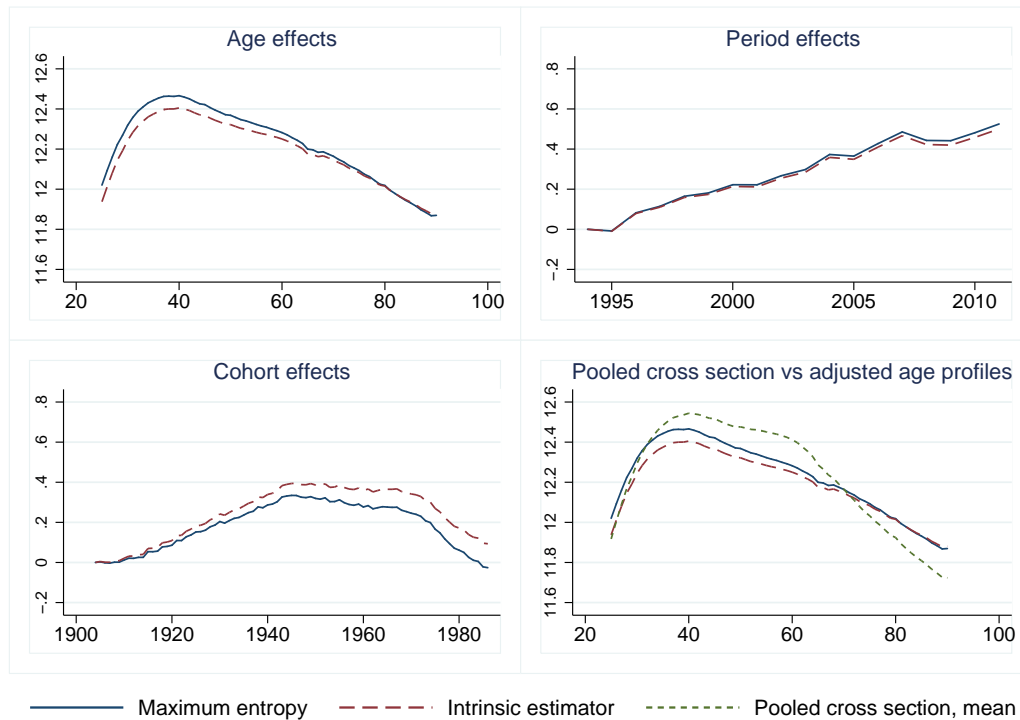 Age effects
12.6
12.4
12.2
12
11.8
11.6
20 40 60 80 100
Period effects
.8
.6
.4
.2
0
-.2
1995 2000 2005 2010
Cohort effects
.8
.6
.4
.2
0
-.2
1900 1920 1940 1960 1980
Pooled cross section vs adjusted age profiles
12.6
12.4
12.2
12
11.8
11.6
20 40 60 80 100
Maximum entropy Intrinsic estimator Pooled cross section, mean